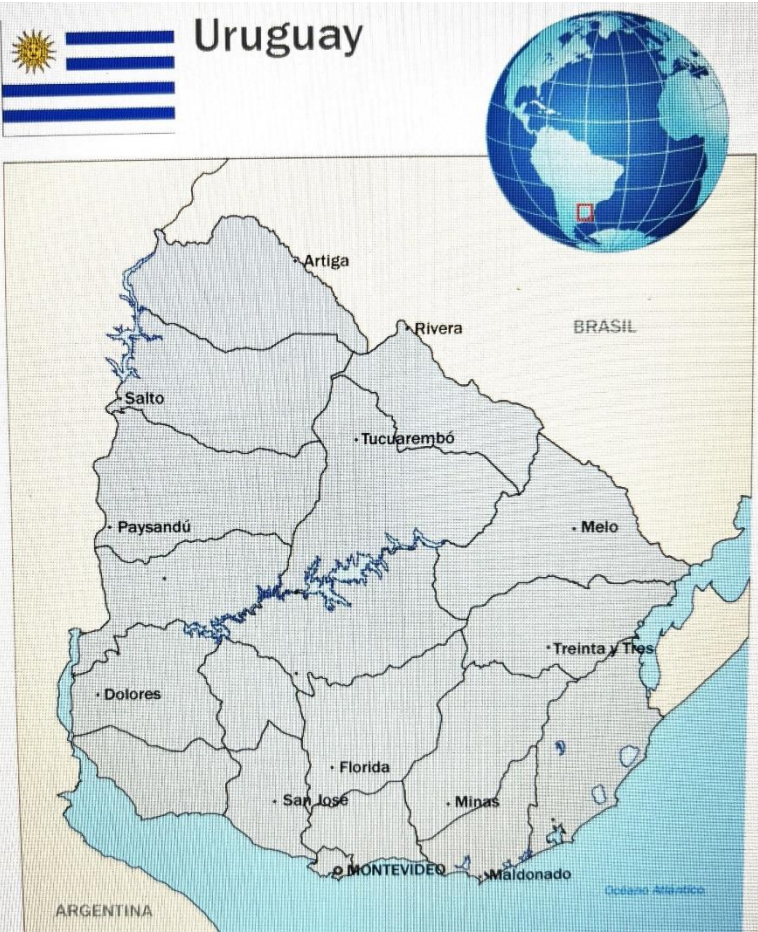 Uruguay
Artiga
Rivera
BRASIL
Salto
Tucuarembó
Paysandú
Melo
Treinta y Tres
Dolores
Florida
San José
Minas
MONTEVIDEO
Maldonado
Océano Atlántico
ARGENTINA